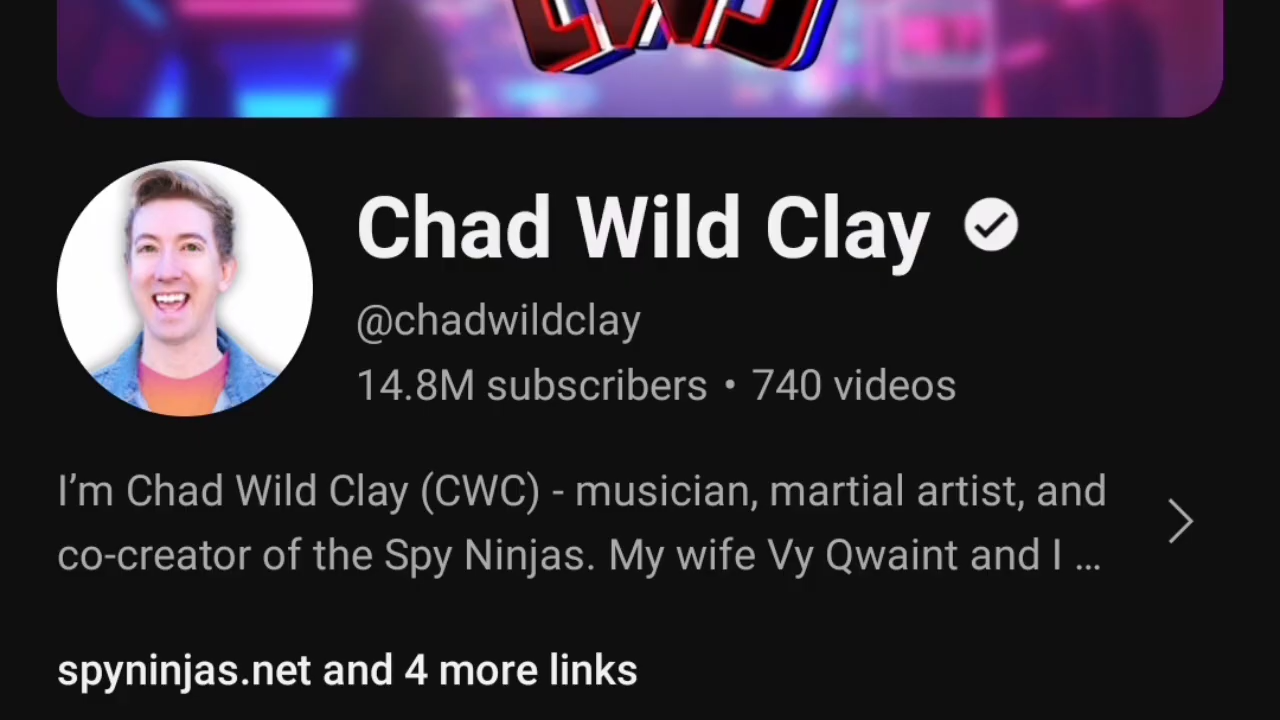 CWC
Chad Wild Clay
@chadwildclay
14.8M subscribers • 740 videos
I’m Chad Wild Clay (CWC) - musician, martial artist, and
co-creator of the Spy Ninjas. My wife Vy Qwaint and I ...
spyninjas.net and 4 more links